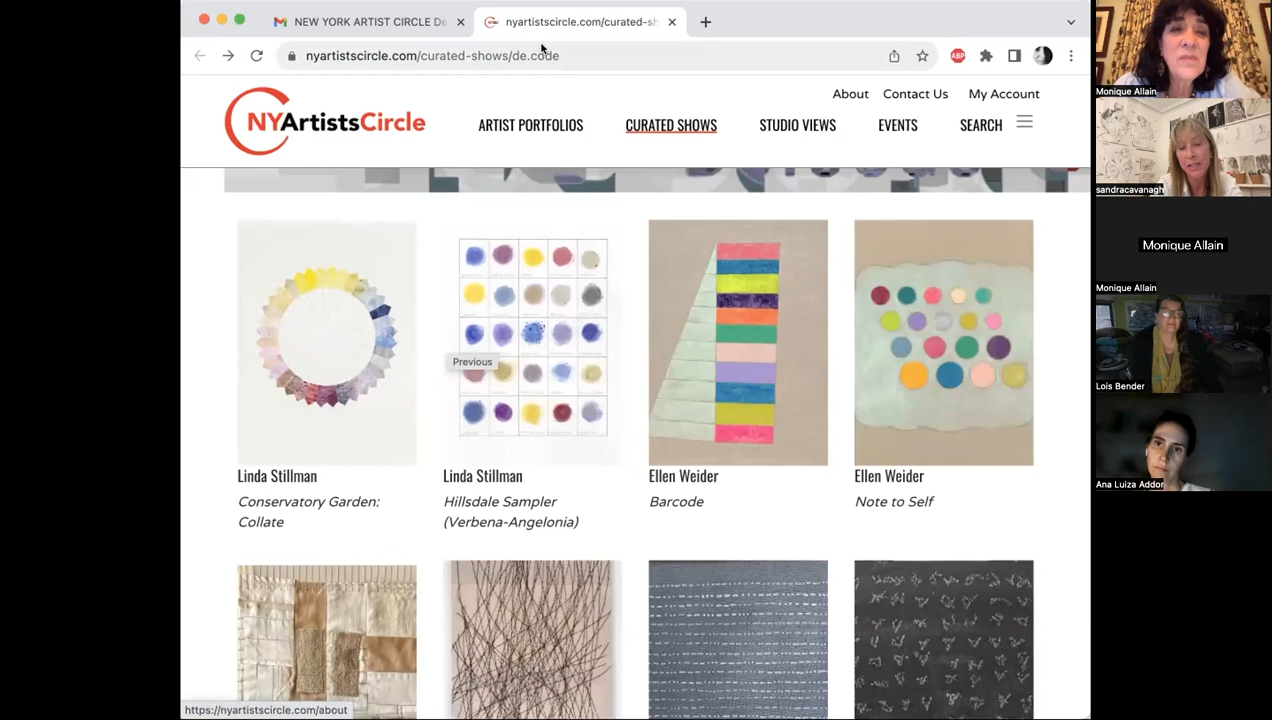 NEW YORK ARTIST CIRCLE De
nyartistscircle.com/curated-sh
nyartistscircle.com/curated-shows/de.code
ABP
About
Contact Us
My Account
NYArtistsCircle
ARTIST PORTFOLIOS
CURATED SHOWS
STUDIO VIEWS
EVENTS
SEARCH
Previous
Linda Stillman
Conservatory Garden:
Collate
Linda Stillman
Hillsdale Sampler
(Verbena-Angelonia)
Ellen Weider
Barcode
Ellen Weider
Note to Self
https://nyartistscircle.com/about
Monique Allain
sandracavanagh
Monique Allain
Monique Allain
Lois Bender
Ana Luiza Addor